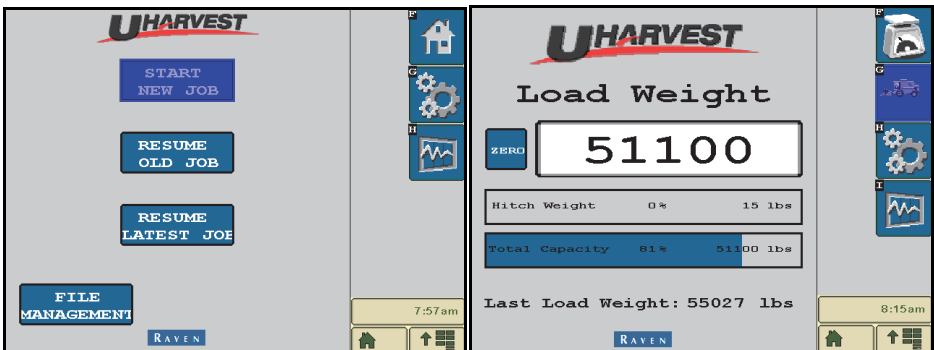 UHARVEST
START
NEW JOB
RESUME
OLD JOB
RESUME
LATEST JOB
FILE
MANAGEMENT
RAVEN
F
G
H
7:57am
UHARVEST
Load Weight
ZERO
51100
Hitch Weight 0% 15 lbs
Total Capacity 81% 51100 lbs
Last Load Weight: 55027 lbs
RAVEN
F
G
H
I
8:15am